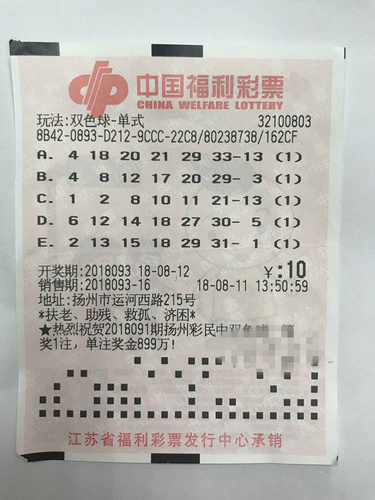 中国福利彩票
CHINA WELFARE LOTTERY
玩法:双色球-单式 32100803
8B42-0893-D212-9CCC-22C8/80238738/162CF
A. 4 18 20 21 29 33-13 (1)
B. 4 8 12 17 20 29- 3 (1)
C. 1 2 8 10 11 21-13 (1)
D. 6 12 14 18 27 30- 5 (1)
E. 2 13 15 18 29 31- 1 (1)
开奖期:2018093 18-08-12 ¥:10
销售期:2018093-16 18-08-11 13:50:59
地址:扬州市运河西路215号
*扶老、助残、救孤、济困*
★热烈祝贺2018091期扬州彩民中双色球
奖1注,单注奖金899万!
江苏省福利彩票发行中心承销